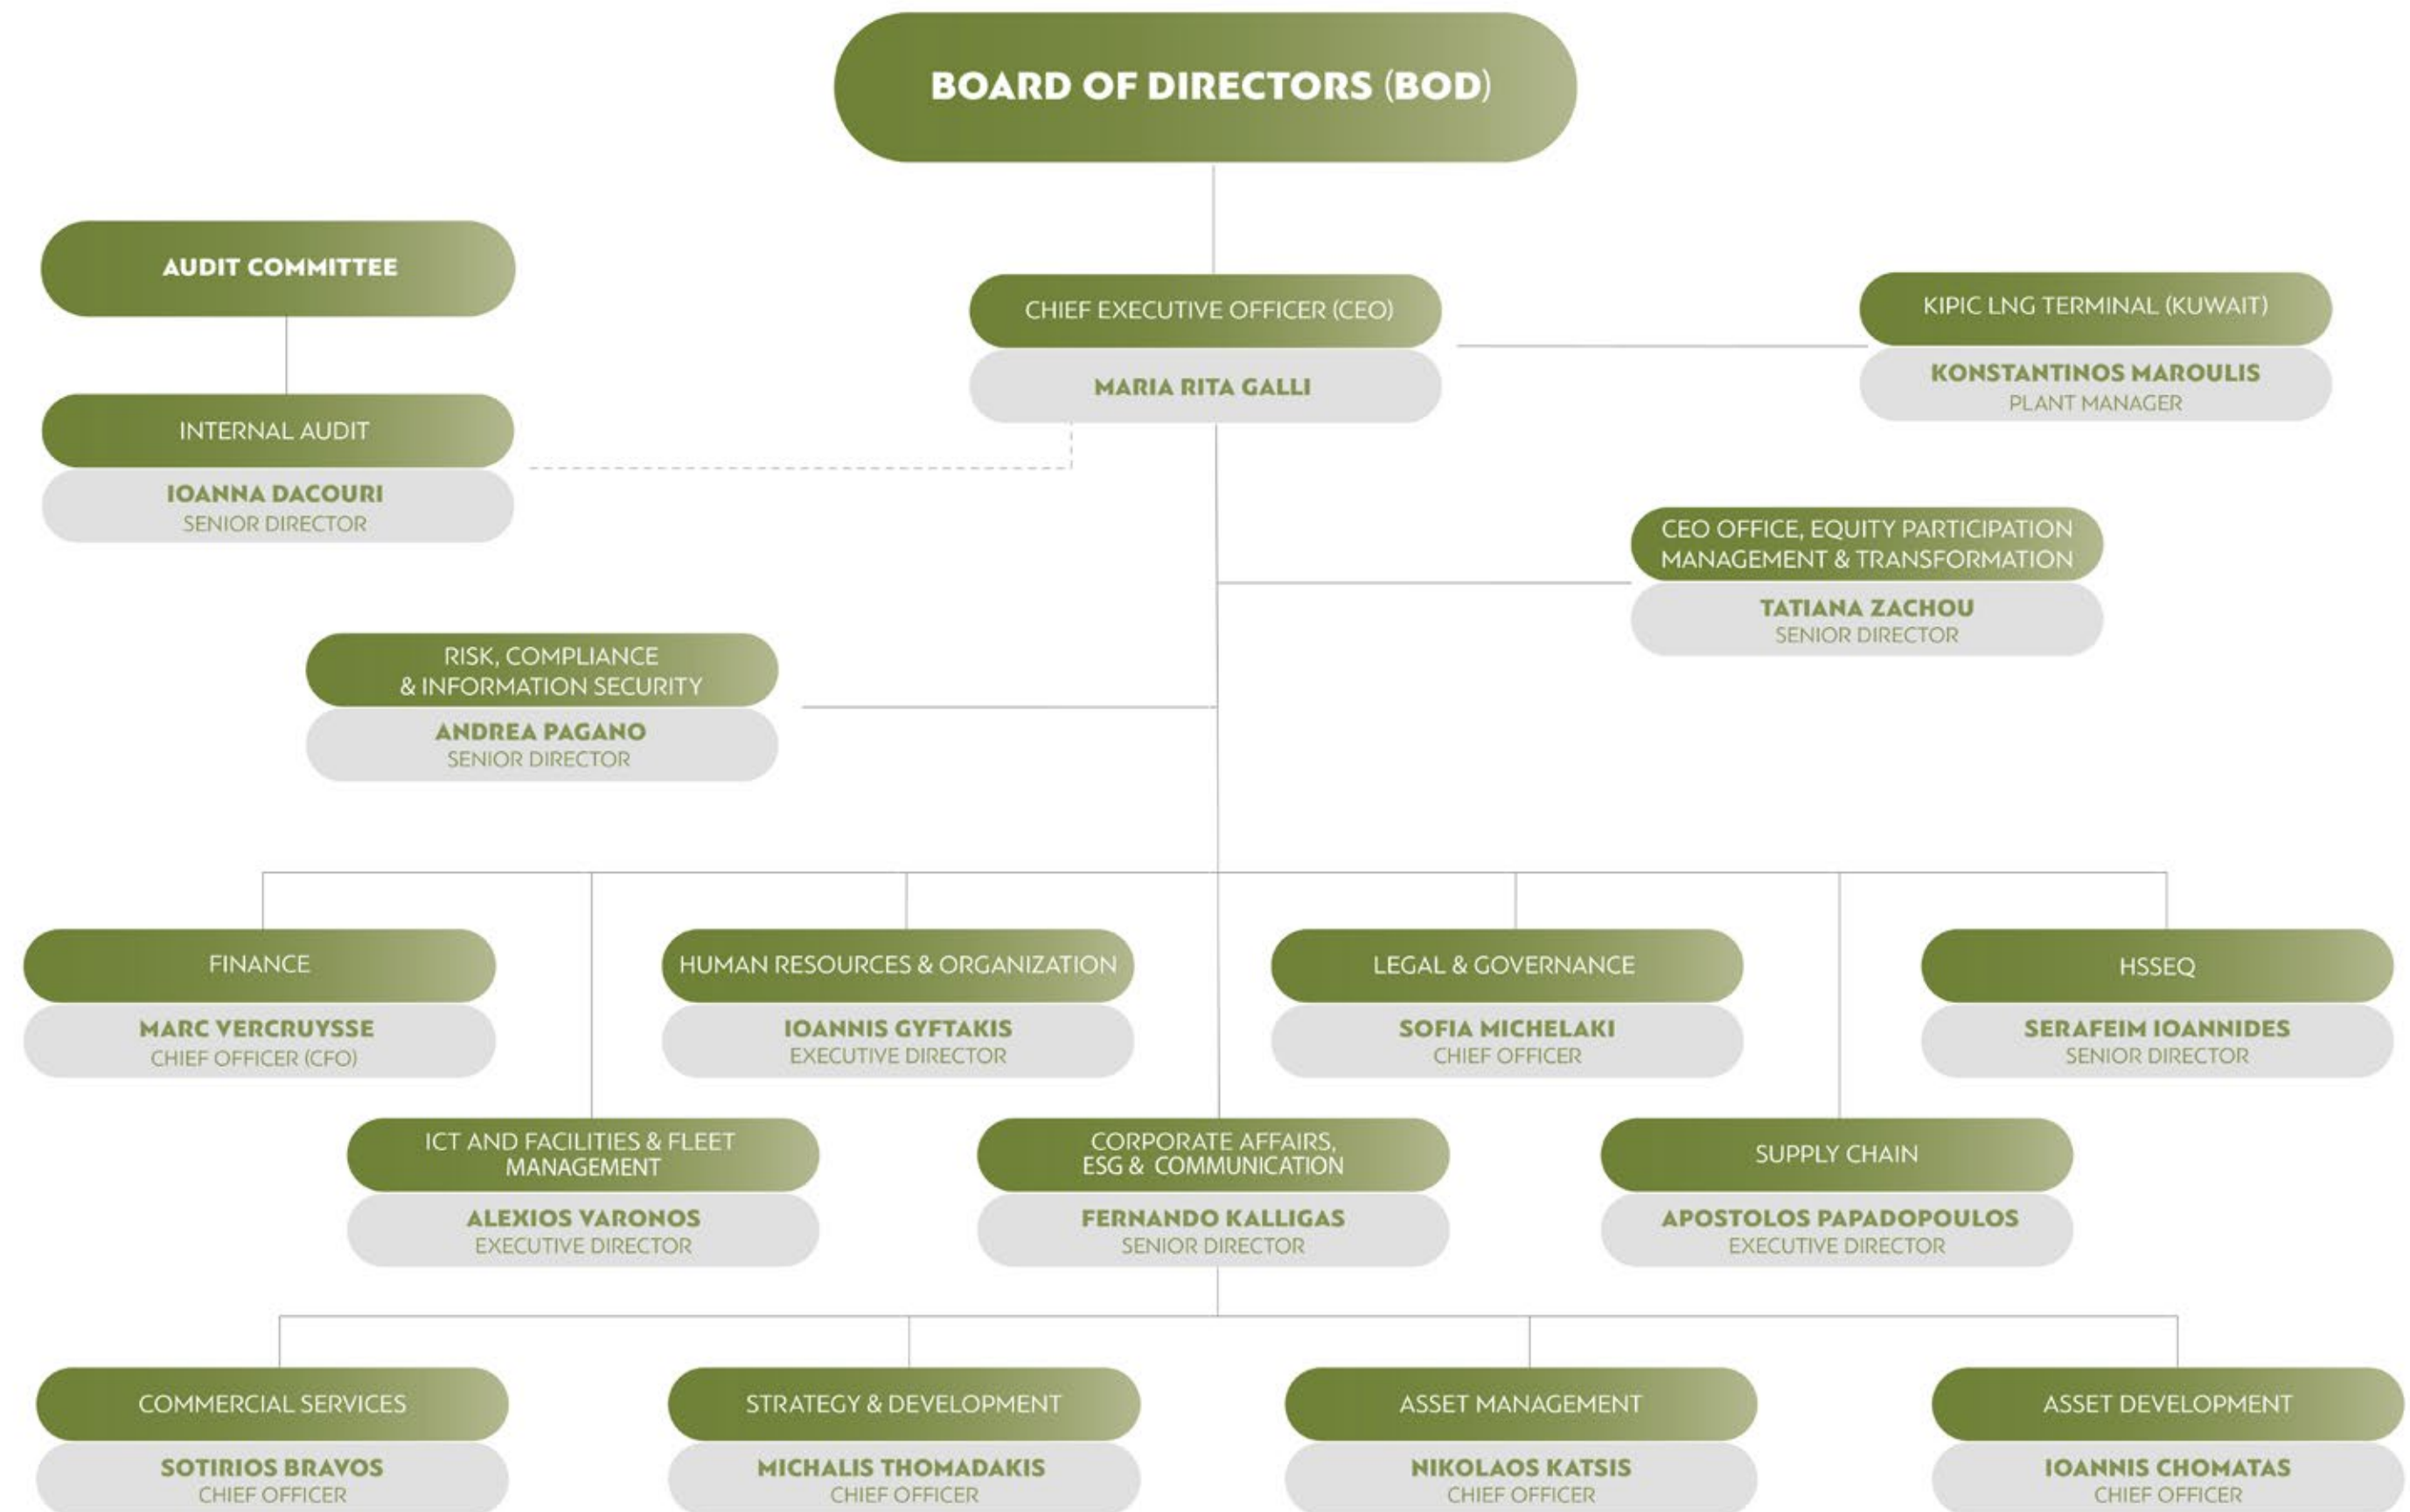 BOARD OF DIRECTORS (BOD)
AUDIT COMMITTEE
INTERNAL AUDIT
IOANNA DACOURI
SENIOR DIRECTOR
CHIEF EXECUTIVE OFFICER (CEO)
MARIA RITA GALLI
KIPIC LNG TERMINAL (KUWAIT)
KONSTANTINOS MAROULIS
PLANT MANAGER
CEO OFFICE, EQUITY PARTICIPATION
MANAGEMENT & TRANSFORMATION
TATIANA ZACHOU
SENIOR DIRECTOR
RISK, COMPLIANCE
& INFORMATION SECURITY
ANDREA PAGANO
SENIOR DIRECTOR
FINANCE
MARC VERCRUYSSE
CHIEF OFFICER (CFO)
HUMAN RESOURCES & ORGANIZATION
IOANNIS GYFTAKIS
EXECUTIVE DIRECTOR
LEGAL & GOVERNANCE
SOFIA MICHELAKI
CHIEF OFFICER
HSSEQ
SERAFEIM IOANNIDES
SENIOR DIRECTOR
ICT AND FACILITIES & FLEET
MANAGEMENT
ALEXIOS VARONOS
EXECUTIVE DIRECTOR
CORPORATE AFFAIRS,
ESG & COMMUNICATION
FERNANDO KALLIGAS
SENIOR DIRECTOR
SUPPLY CHAIN
APOSTOLOS PAPADOPOULOS
EXECUTIVE DIRECTOR
COMMERCIAL SERVICES
SOTIRIOS BRAVOS
CHIEF OFFICER
STRATEGY & DEVELOPMENT
MICHALIS THOMADAKIS
CHIEF OFFICER
ASSET MANAGEMENT
NIKOLAOS KATSIS
CHIEF OFFICER
ASSET DEVELOPMENT
IOANNIS CHOMATAS
CHIEF OFFICER